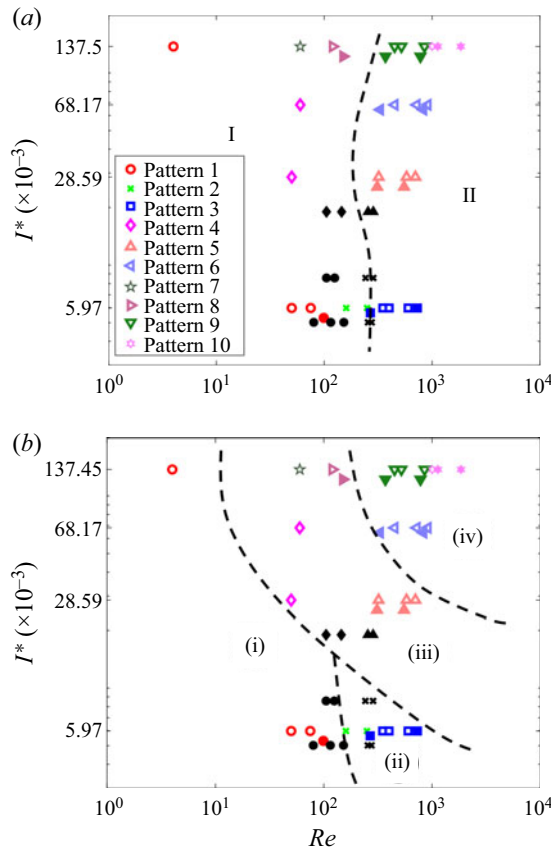 (a)
137.5
68.17
28.59
5.97
I* (×10⁻³)
I
II
Pattern 1
Pattern 2
Pattern 3
Pattern 4
Pattern 5
Pattern 6
Pattern 7
Pattern 8
Pattern 9
Pattern 10
10⁰ 10¹ 10² 10³ 10⁴
(b)
137.45
68.17
28.59
5.97
I* (×10⁻³)
(iv)
(i)
(iii)
(ii)
10⁰ 10¹ 10² 10³ 10⁴
Re